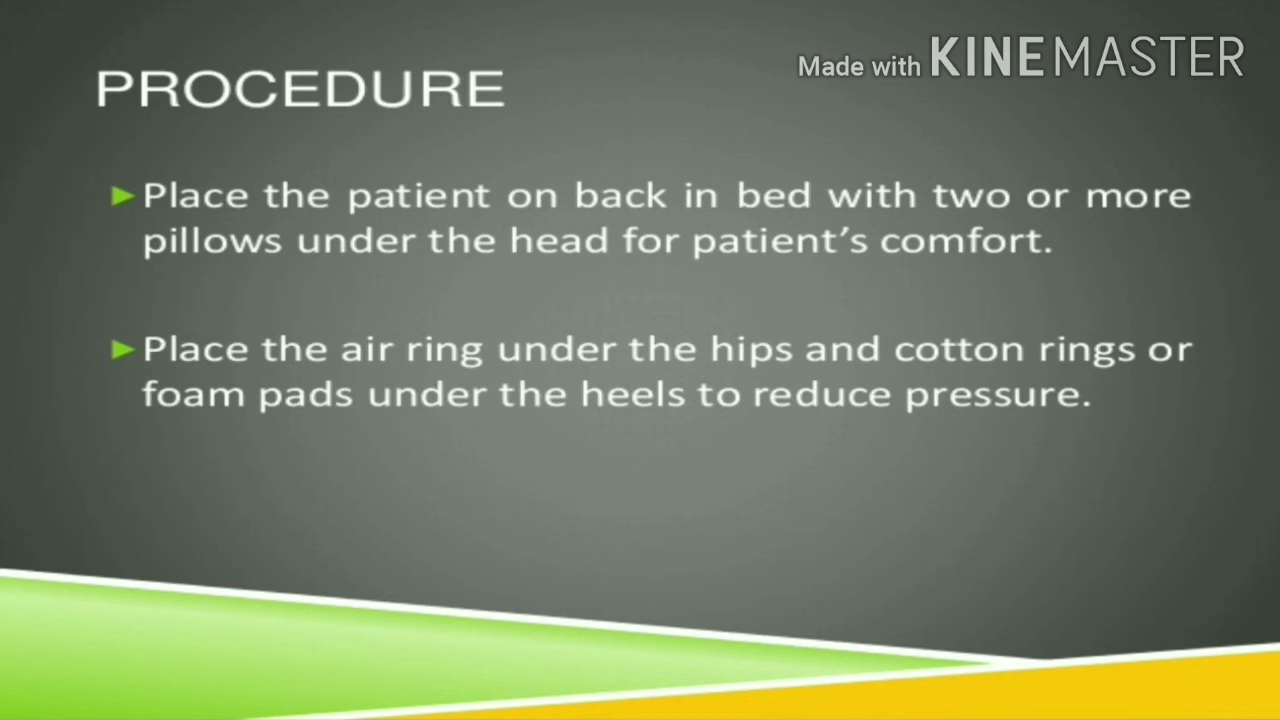 Made with KINEMASTER
PROCEDURE
Place the patient on back in bed with two or more
pillows under the head for patient’s comfort.
Place the air ring under the hips and cotton rings or
foam pads under the heels to reduce pressure.